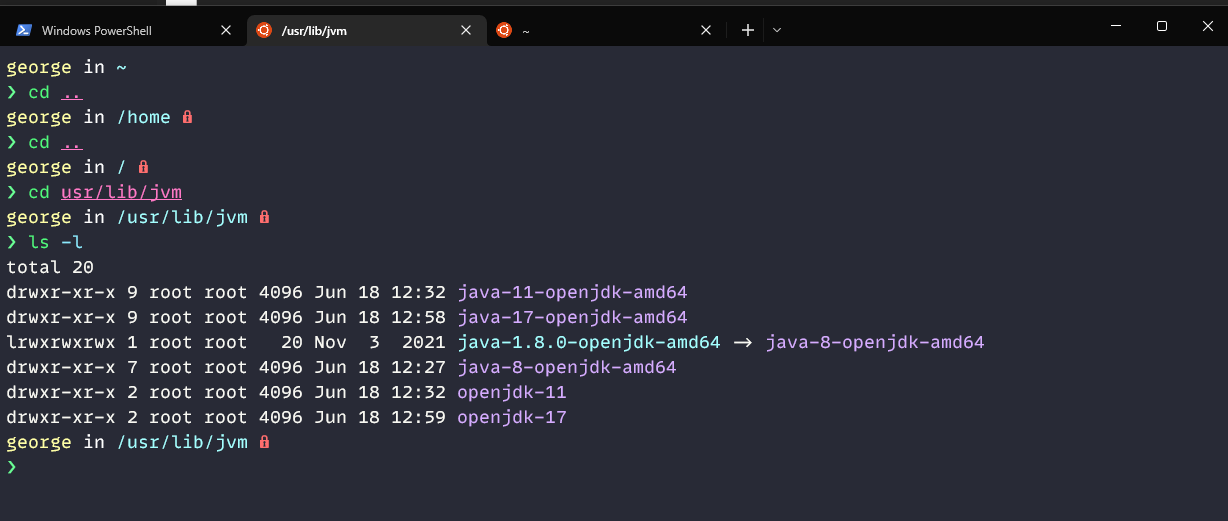 Windows PowerShell /usr/lib/jvm ~
george in ~
❯ cd ..
george in /home
❯ cd ..
george in /
❯ cd usr/lib/jvm
george in /usr/lib/jvm
❯ ls -l
total 20
drwxr-xr-x 9 root root 4096 Jun 18 12:32 java-11-openjdk-amd64
drwxr-xr-x 9 root root 4096 Jun 18 12:58 java-17-openjdk-amd64
lrwxrwxrwx 1 root root   20 Nov  3  2021 java-1.8.0-openjdk-amd64 -> java-8-openjdk-amd64
drwxr-xr-x 7 root root 4096 Jun 18 12:27 java-8-openjdk-amd64
drwxr-xr-x 2 root root 4096 Jun 18 12:32 openjdk-11
drwxr-xr-x 2 root root 4096 Jun 18 12:59 openjdk-17
george in /usr/lib/jvm
❯